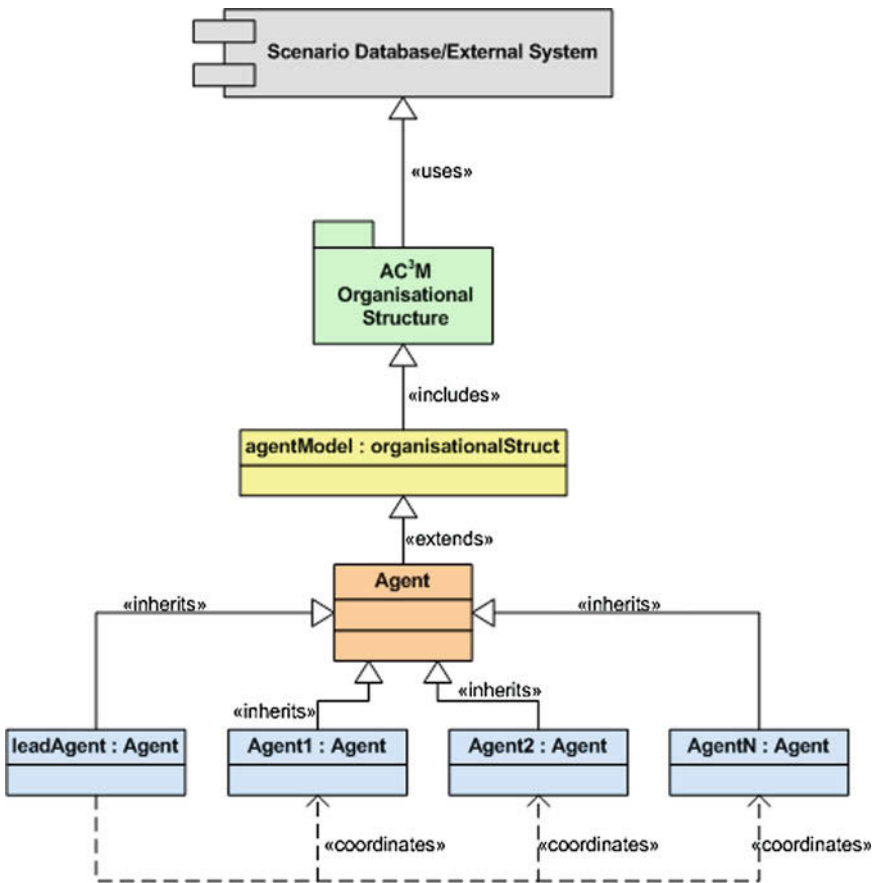 Scenario Database/External System
«uses»
AC³M
Organisational
Structure
«includes»
agentModel : organisationalStruct
«extends»
Agent
«inherits»
«inherits»
«inherits»
«inherits»
leadAgent : Agent
Agent1 : Agent
Agent2 : Agent
AgentN : Agent
«coordinates»
«coordinates»
«coordinates»